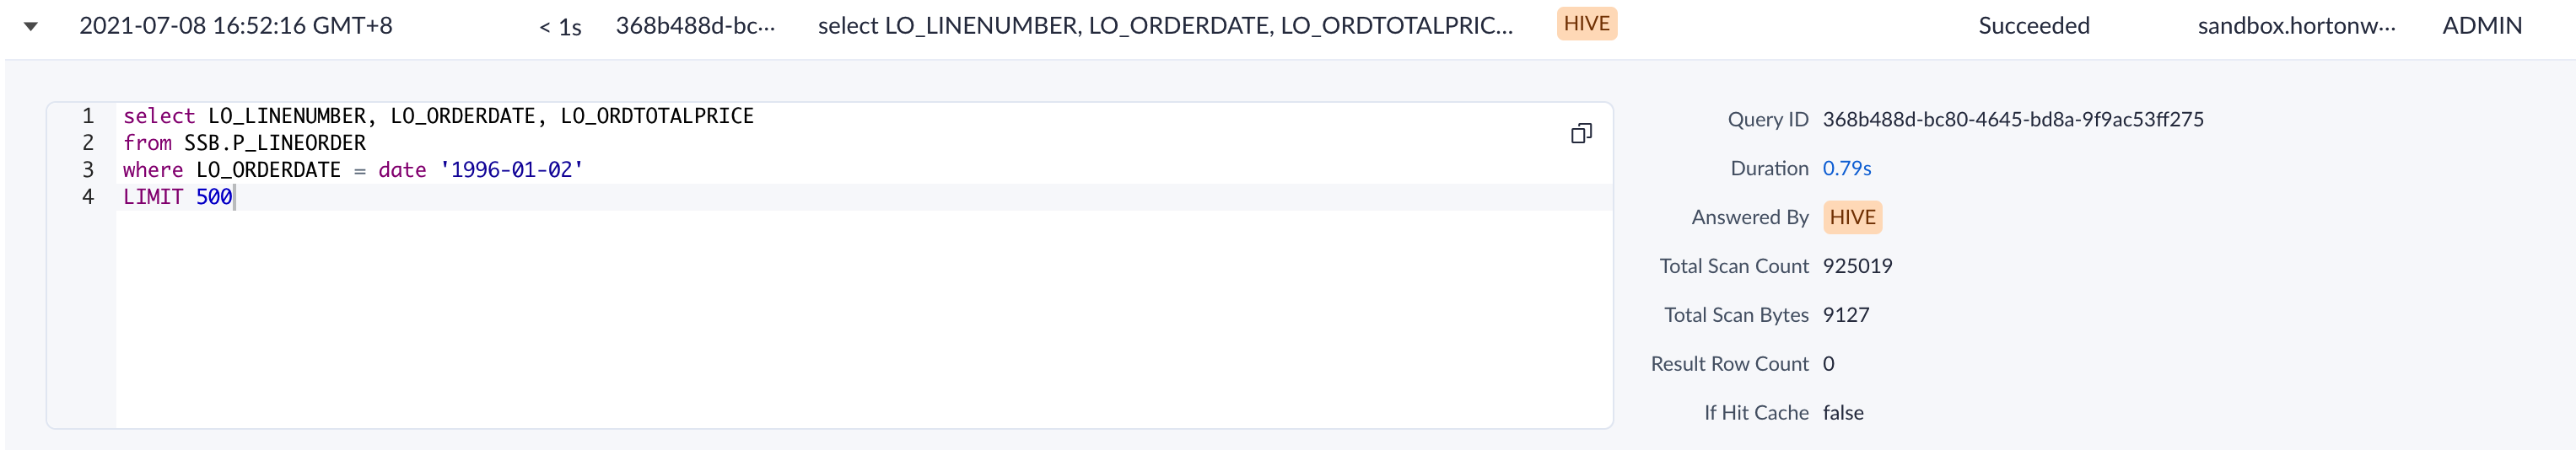 2021-07-08 16:52:16 GMT+8 < 1s 368b488d-bc··· select LO_LINENUMBER, LO_ORDERDATE, LO_ORDTOTALPRIC... HIVE Succeeded sandbox.hortonw··· ADMIN
1 select LO_LINENUMBER, LO_ORDERDATE, LO_ORDTOTALPRICE
2 from SSB.P_LINEORDER
3 where LO_ORDERDATE = date '1996-01-02'
4 LIMIT 500
Query ID 368b488d-bc80-4645-bd8a-9f9ac53ff275
Duration 0.79s
Answered By HIVE
Total Scan Count 925019
Total Scan Bytes 9127
Result Row Count 0
If Hit Cache false